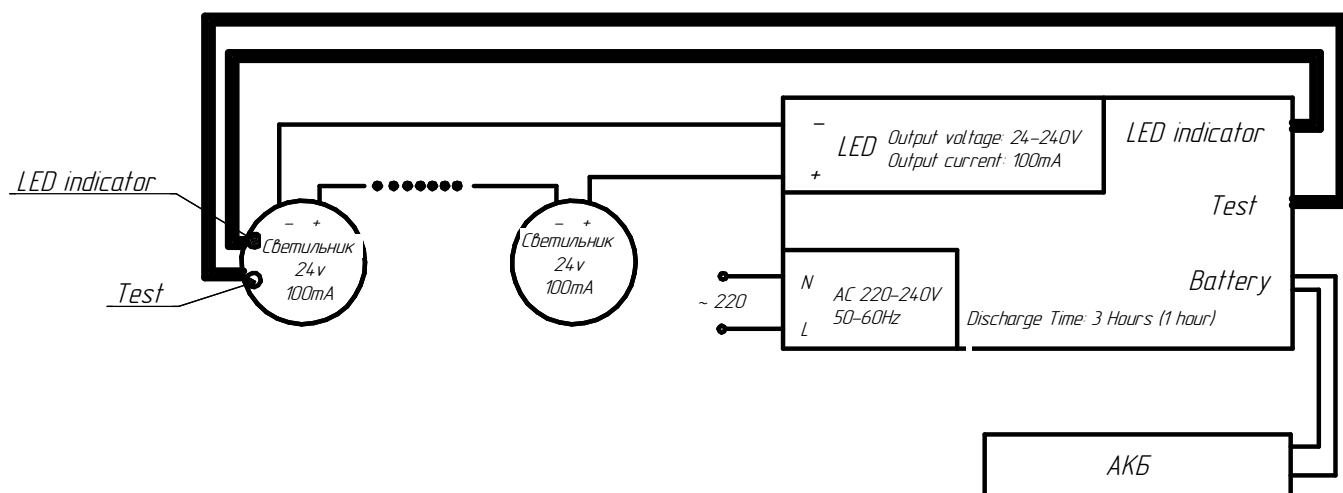 LED indicator
Test
– +
Светильник
24v
100mA
– +
Светильник
24v
100mA
~ 220
–
LED
+
Output voltage: 24–240V
Output current: 100mA
N
L
AC 220–240V
50–60Hz
LED indicator
Test
Battery
Discharge Time: 3 Hours (1 hour)
АКБ